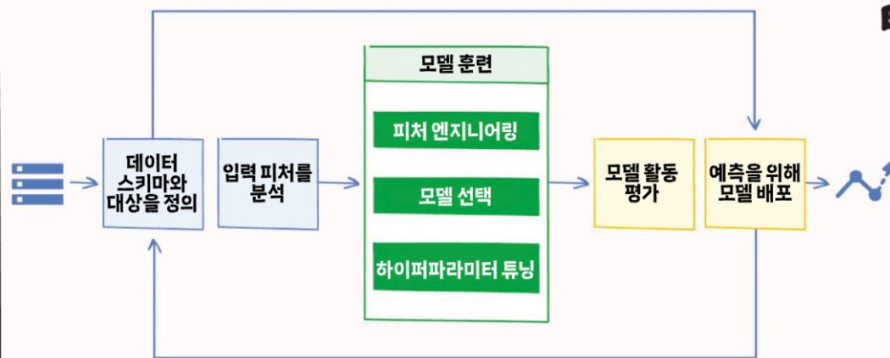 모델 훈련
데이터
스키마와
대상을 정의
입력 피처를
분석
피처 엔지니어링
모델 선택
하이퍼파라미터 튜닝
모델 활동
평가
예측을 위해
모델 배포